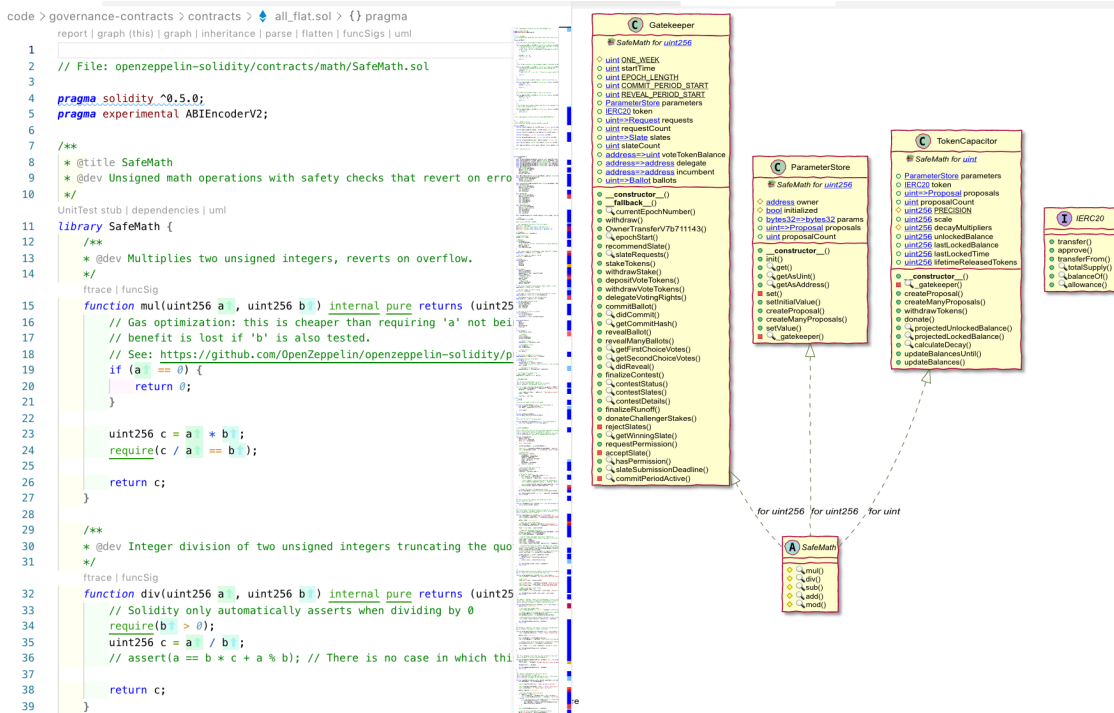 code > governance-contracts > contracts > all_flat.sol > {} pragma
report | graph (this) | graph | inheritance | parse | flatten | funcSigs | uml
1
2 // File: openzeppelin-solidity/contracts/math/SafeMath.sol
3
4 pragma solidity ^0.5.0;
5 pragma experimental ABIEncoderV2;
6
7 /**
8 * @title SafeMath
9 * @dev Unsigned math operations with safety checks that revert on erro
10 */
UnitTest stub | dependencies | uml
11 library SafeMath {
12 /**
13 * @dev Multiplies two unsigned integers, reverts on overflow.
14 */
ftrace | funcSig
15 function mul(uint256 a↑, uint256 b↑) internal pure returns (uint25
16 // Gas optimization: this is cheaper than requiring 'a' not bei
17 // benefit is lost if 'b' is also tested.
18 // See: https://github.com/OpenZeppelin/openzeppelin-solidity/p
19 if (a↑ == 0) {
20 return 0;
21 }
22
23 uint256 c = a↑ * b↑;
24 require(c / a↑ == b↑);
25
26 return c;
27 }
28
29 /**
30 * @dev Integer division of two unsigned integers truncating the quo
31 */
ftrace | funcSig
32 function div(uint256 a↑, uint256 b↑) internal pure returns (uint25
33 // Solidity only automatically asserts when dividing by 0
34 require(b↑ > 0);
35 uint256 c = a↑ / b↑;
36 // assert(a == b * c + a % b); // There is no case in which thi
37
38 return c;
39 }
C Gatekeeper
SafeMath for uint256
uint ONE_WEEK
uint startTime
uint EPOCH_LENGTH
uint COMMIT_PERIOD_START
uint REVEAL_PERIOD_START
ParameterStore parameters
IERC20 token
uint=>Request requests
uint requestCount
uint=>Slate slates
uint slateCount
address=>uint voteTokenBalance
address=>address delegate
address=>address incumbent
uint=>Ballot ballots
__constructor__()
__fallback__()
currentEpochNumber()
withdraw()
OwnerTransferV7b711143()
epochStart()
recommendSlate()
slateRequests()
stakeTokens()
withdrawStake()
depositVoteTokens()
withdrawVoteTokens()
delegateVotingRights()
commitBallot()
didCommit()
getCommitHash()
revealBallot()
revealManyBallots()
getFirstChoiceVotes()
getSecondChoiceVotes()
didReveal()
finalizeContest()
contestStatus()
contestSlates()
contestDetails()
finalizeRunoff()
donateChallengerStakes()
rejectSlates()
getWinningSlate()
requestPermission()
acceptSlate()
hasPermission()
slateSubmissionDeadline()
commitPeriodActive()
C ParameterStore
SafeMath for uint256
address owner
bool initialized
bytes32=>bytes32 params
uint=>Proposal proposals
uint proposalCount
__constructor__()
init()
get()
getAsUint()
getAsAddress()
set()
setInitialValue()
createProposal()
createManyProposals()
setValue()
_gatekeeper()
C TokenCapacitor
SafeMath for uint
ParameterStore parameters
IERC20 token
uint=>Proposal proposals
uint proposalCount
uint256 PRECISION
uint256 scale
uint256 decayMultipliers
uint256 unlockedBalance
uint256 lastLockedBalance
uint256 lastLockedTime
uint256 lifetimeReleasedTokens
__constructor__()
_gatekeeper()
createProposal()
createManyProposals()
withdrawTokens()
donate()
projectedUnlockedBalance()
projectedLockedBalance()
calculateDecay()
updateBalancesUntil()
updateBalances()
I IERC20
transfer()
approve()
transferFrom()
totalSupply()
balanceOf()
allowance()
for uint256 for uint256 for uint
A SafeMath
mul()
div()
sub()
add()
mod()
re